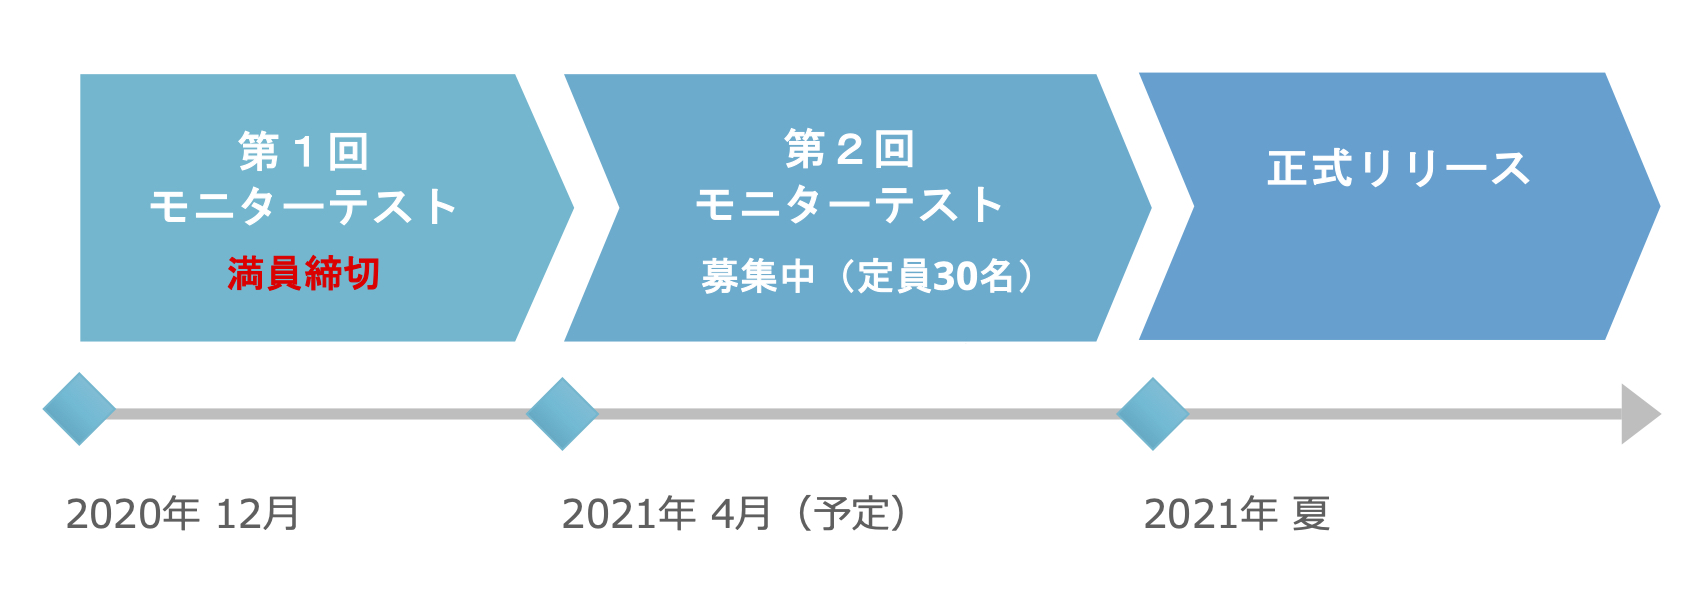 第１回
モニターテスト
満員締切
第２回
モニターテスト
募集中（定員30名）
正式リリース
2020年 12月
2021年 4月（予定）
2021年 夏